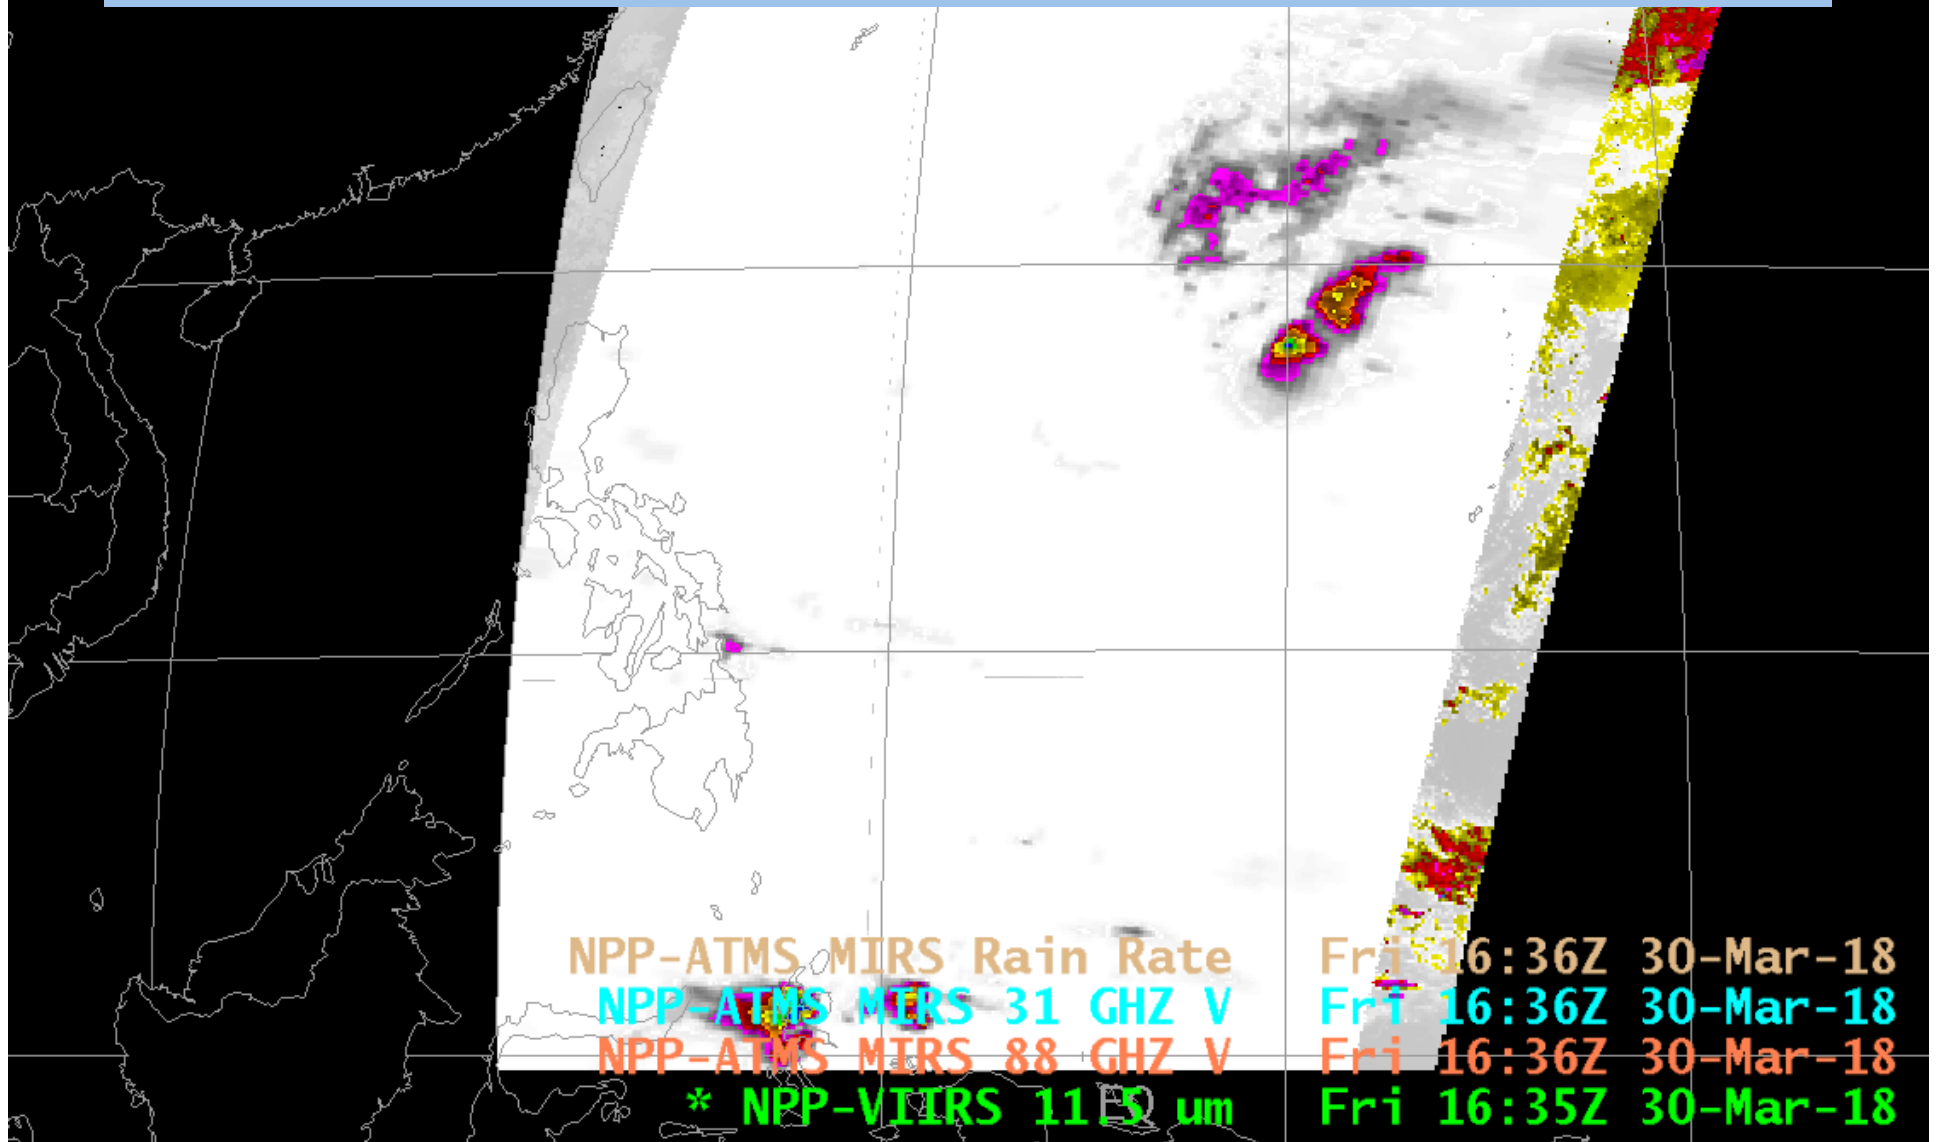 NPP-ATMS MIRS Rain Rate Fri 16:36Z 30-Mar-18
NPP-ATMS MIRS 31 GHZ V Fri 16:36Z 30-Mar-18
NPP-ATMS MIRS 88 GHZ V Fri 16:36Z 30-Mar-18
* NPP-VIIRS 11.5 um Fri 16:35Z 30-Mar-18
EQ